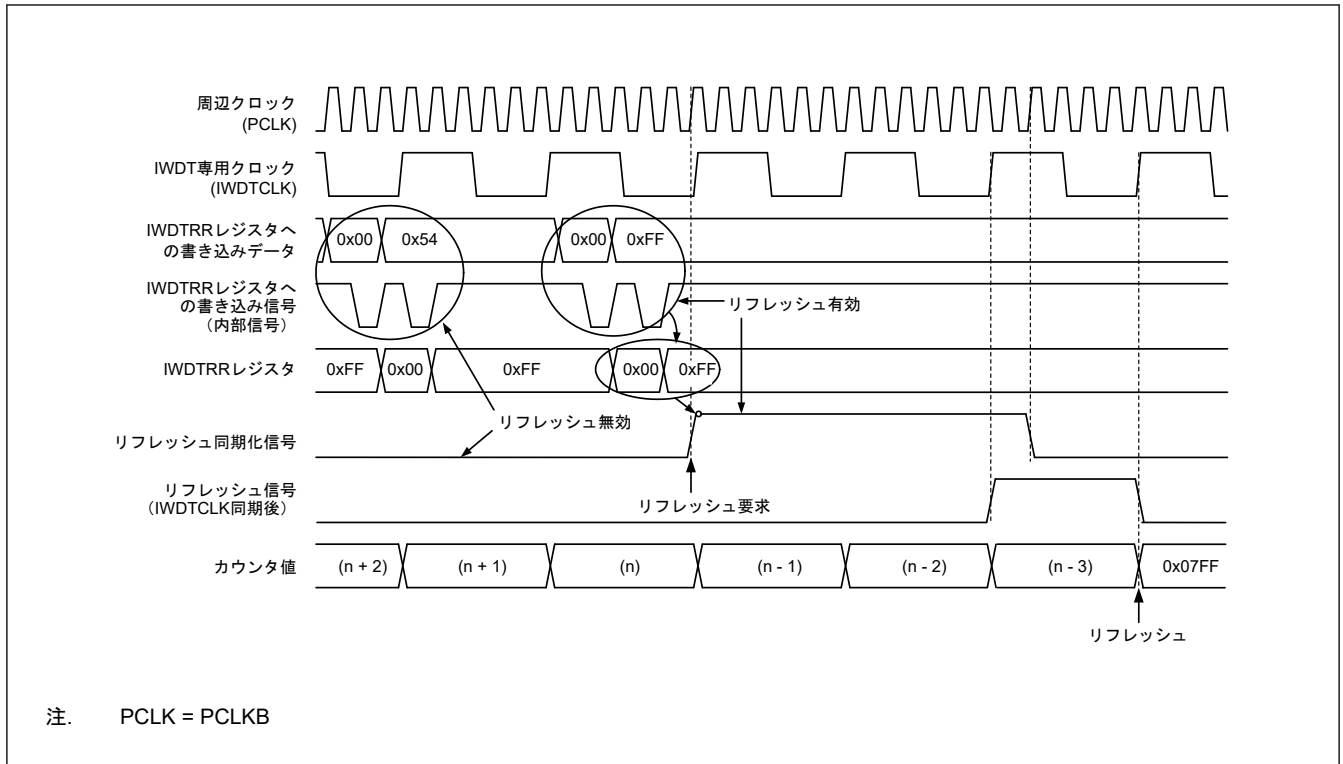 周辺クロック
(PCLK)
IWDT専用クロック
(IWDTCLK)
IWDTRRレジスタへ
の書き込みデータ
0x00 0x54 0x00 0xFF
IWDTRRレジスタへ
の書き込み信号
（内部信号）
リフレッシュ有効
IWDTRRレジスタ
0xFF 0x00 0xFF 0x00 0xFF
リフレッシュ無効
リフレッシュ同期化信号
リフレッシュ信号
（IWDTCLK同期後）
リフレッシュ要求
カウンタ値
(n + 2) (n + 1) (n) (n - 1) (n - 2) (n - 3) 0x07FF
リフレッシュ
注. PCLK = PCLKB